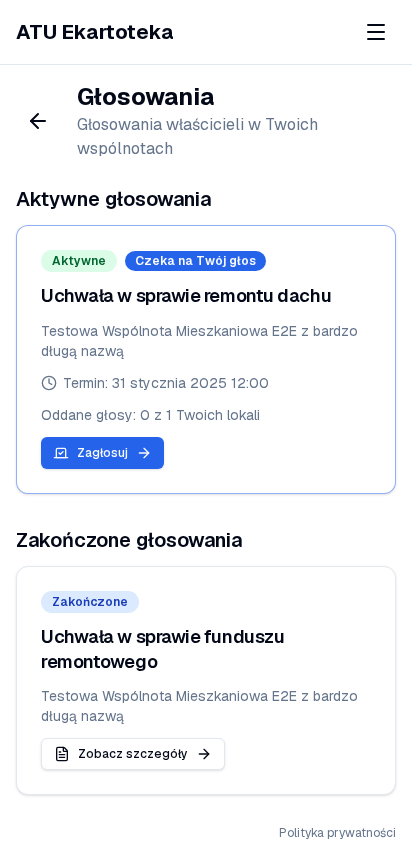 ATU Ekartoteka
Głosowania
Głosowania właścicieli w Twoich
wspólnotach
Aktywne głosowania
Aktywne
Czeka na Twój głos
Uchwała w sprawie remontu dachu
Testowa Wspólnota Mieszkaniowa E2E z bardzo
długą nazwą
Termin: 31 stycznia 2025 12:00
Oddane głosy: 0 z 1 Twoich lokali
Zagłosuj
Zakończone głosowania
Zakończone
Uchwała w sprawie funduszu
remontowego
Testowa Wspólnota Mieszkaniowa E2E z bardzo
długą nazwą
Zobacz szczegóły
Polityka prywatności